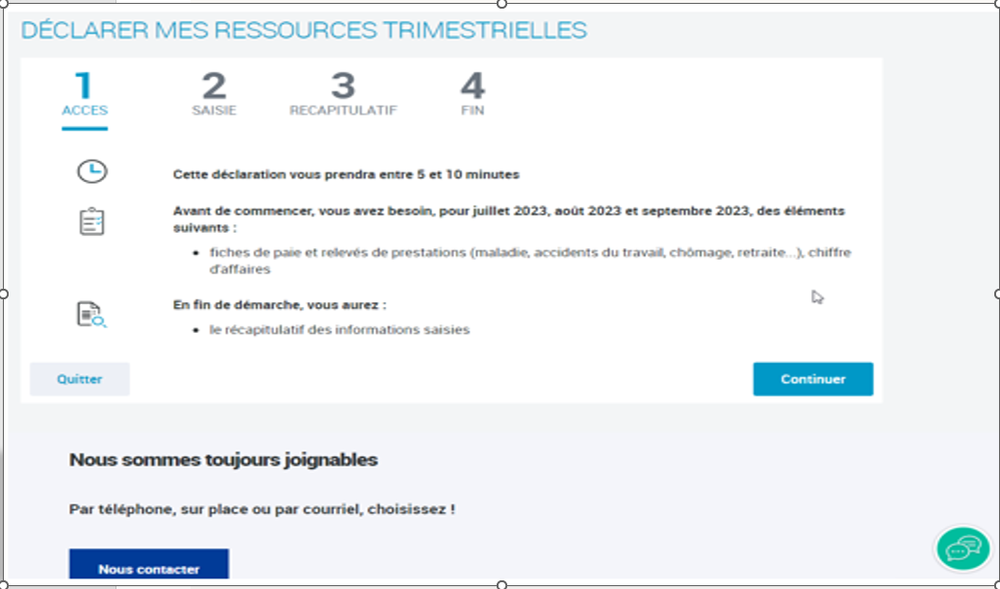 DÉCLARER MES RESSOURCES TRIMESTRIELLES
1 2 3 4
ACCES SAISIE RECAPITULATIF FIN
Cette déclaration vous prendra entre 5 et 10 minutes
Avant de commencer, vous avez besoin, pour juillet 2023, août 2023 et septembre 2023, des éléments
suivants :
• fiches de paie et relevés de prestations (maladie, accidents du travail, chômage, retraite...), chiffre
d'affaires
En fin de démarche, vous aurez :
• le récapitulatif des informations saisies
Quitter Continuer
Nous sommes toujours joignables
Par téléphone, sur place ou par courriel, choisissez !
Nous contacter